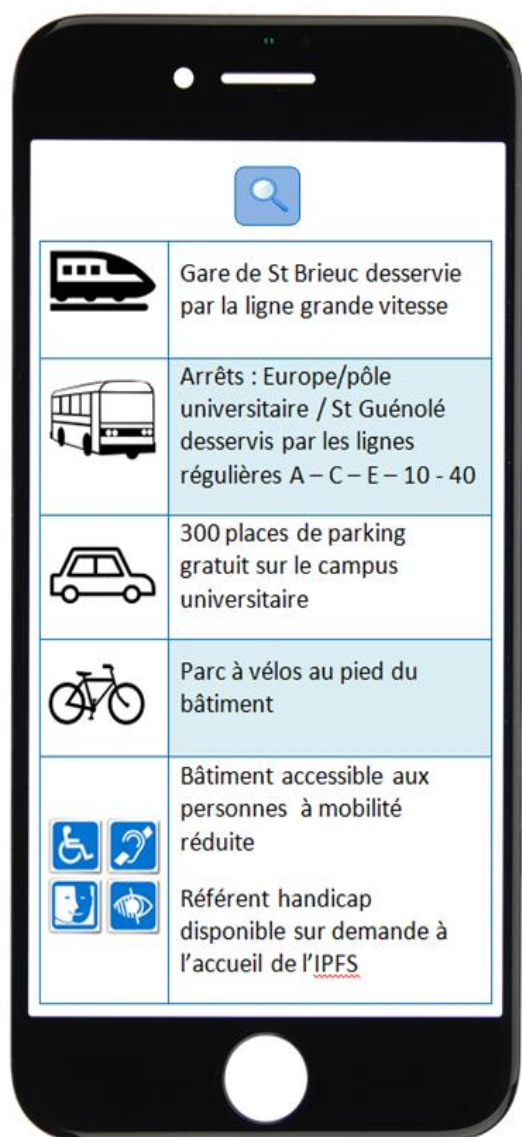 Gare de St Brieuc desservie
par la ligne grande vitesse
Arrêts : Europe/pôle
universitaire / St Guénolé
desservis par les lignes
régulières A – C – E – 10 - 40
300 places de parking
gratuit sur le campus
universitaire
Parc à vélos au pied du
bâtiment
Bâtiment accessible aux
personnes à mobilité
réduite
Référent handicap
disponible sur demande à
l'accueil de l'IPFS